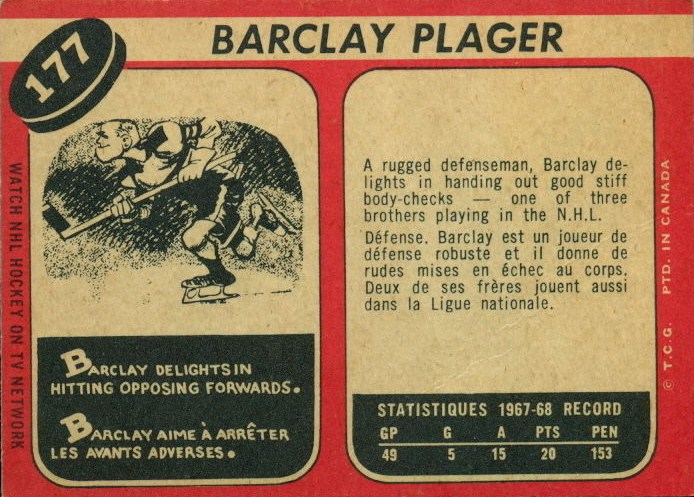 177
BARCLAY PLAGER
WATCH NHL HOCKEY ON TV NETWORK
BARCLAY DELIGHTS IN
HITTING OPPOSING FORWARDS.
BARCLAY AIME À ARRÊTER
LES AVANTS ADVERSES.
A rugged defenseman, Barclay de-
lights in handing out good stiff
body-checks — one of three
brothers playing in the N.H.L.
Défense. Barclay est un joueur de
défense robuste et il donne de
rudes mises en échec au corps.
Deux de ses frères jouent aussi
dans la Ligue nationale.
STATISTIQUES 1967-68 RECORD
GP G A PTS PEN
49 5 15 20 153
© T.C.G. PTD. IN CANADA